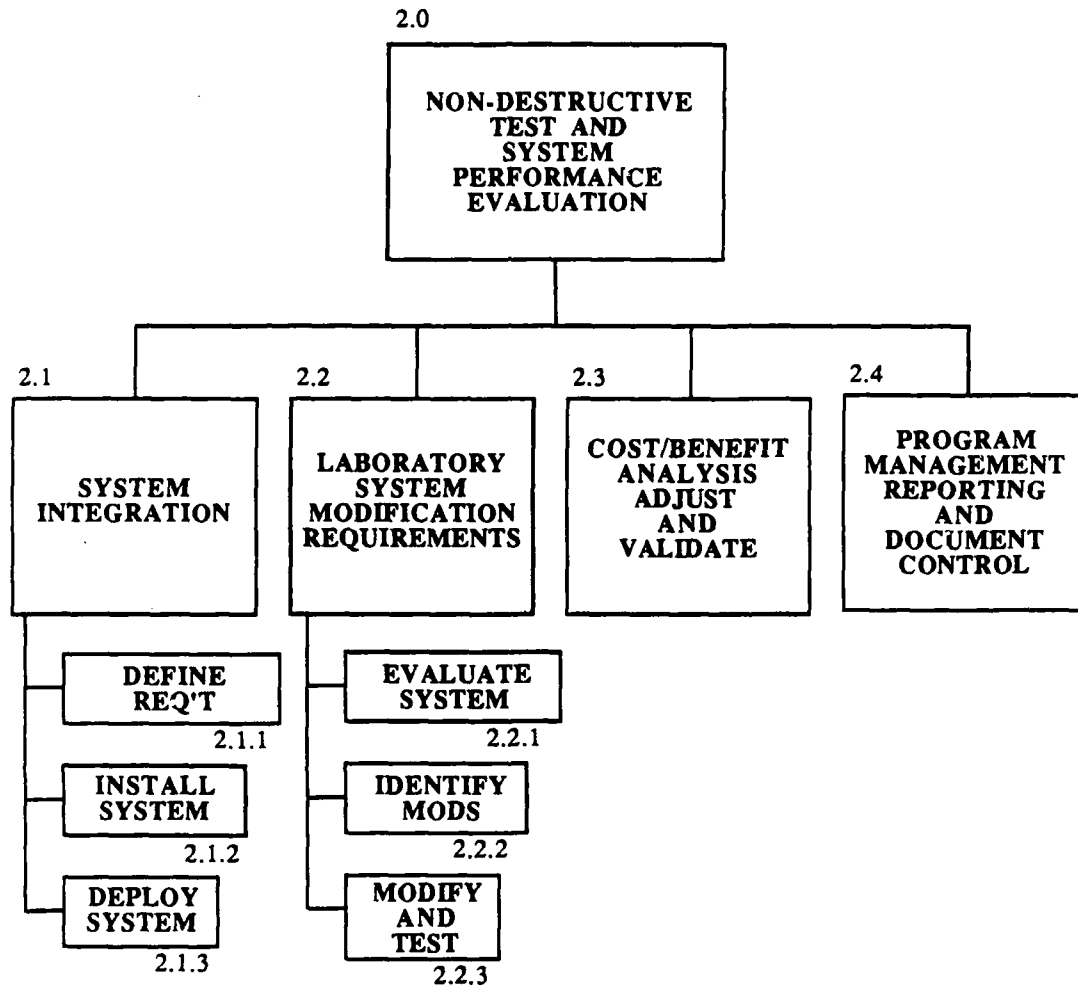 2.0
NON-DESTRUCTIVE
TEST AND
SYSTEM
PERFORMANCE
EVALUATION
2.1
SYSTEM
INTEGRATION
2.2
LABORATORY
SYSTEM
MODIFICATION
REQUIREMENTS
2.3
COST/BENEFIT
ANALYSIS
ADJUST
AND
VALIDATE
2.4
PROGRAM
MANAGEMENT
REPORTING
AND
DOCUMENT
CONTROL
DEFINE
REQ'T
2.1.1
INSTALL
SYSTEM
2.1.2
DEPLOY
SYSTEM
2.1.3
EVALUATE
SYSTEM
2.2.1
IDENTIFY
MODS
2.2.2
MODIFY
AND
TEST
2.2.3